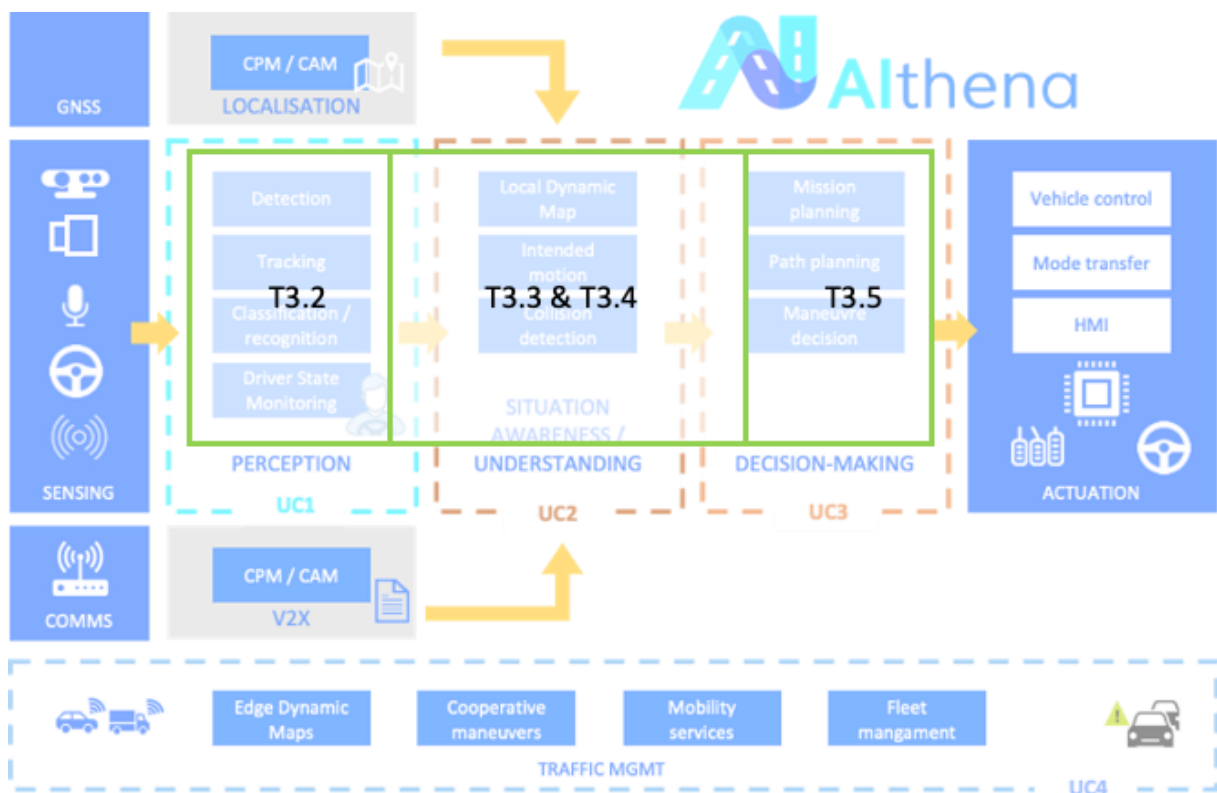 GNSS
CPM / CAM
LOCALISATION
AIthena
SENSING
Detection
Tracking
T3.2
Classification /
recognition
Driver State
Monitoring
PERCEPTION
UC1
Local Dynamic
Map
Intended
motion
T3.3 & T3.4
Collision
detection
SITUATION
AWARENESS /
UNDERSTANDING
UC2
Mission
planning
Path planning
T3.5
Maneuvre
decision
DECISION-MAKING
UC3
Vehicle control
Mode transfer
HMI
ACTUATION
COMMS
CPM / CAM
V2X
Edge Dynamic
Maps
Cooperative
maneuvers
Mobility
services
Fleet
mangament
TRAFFIC MGMT
UC4